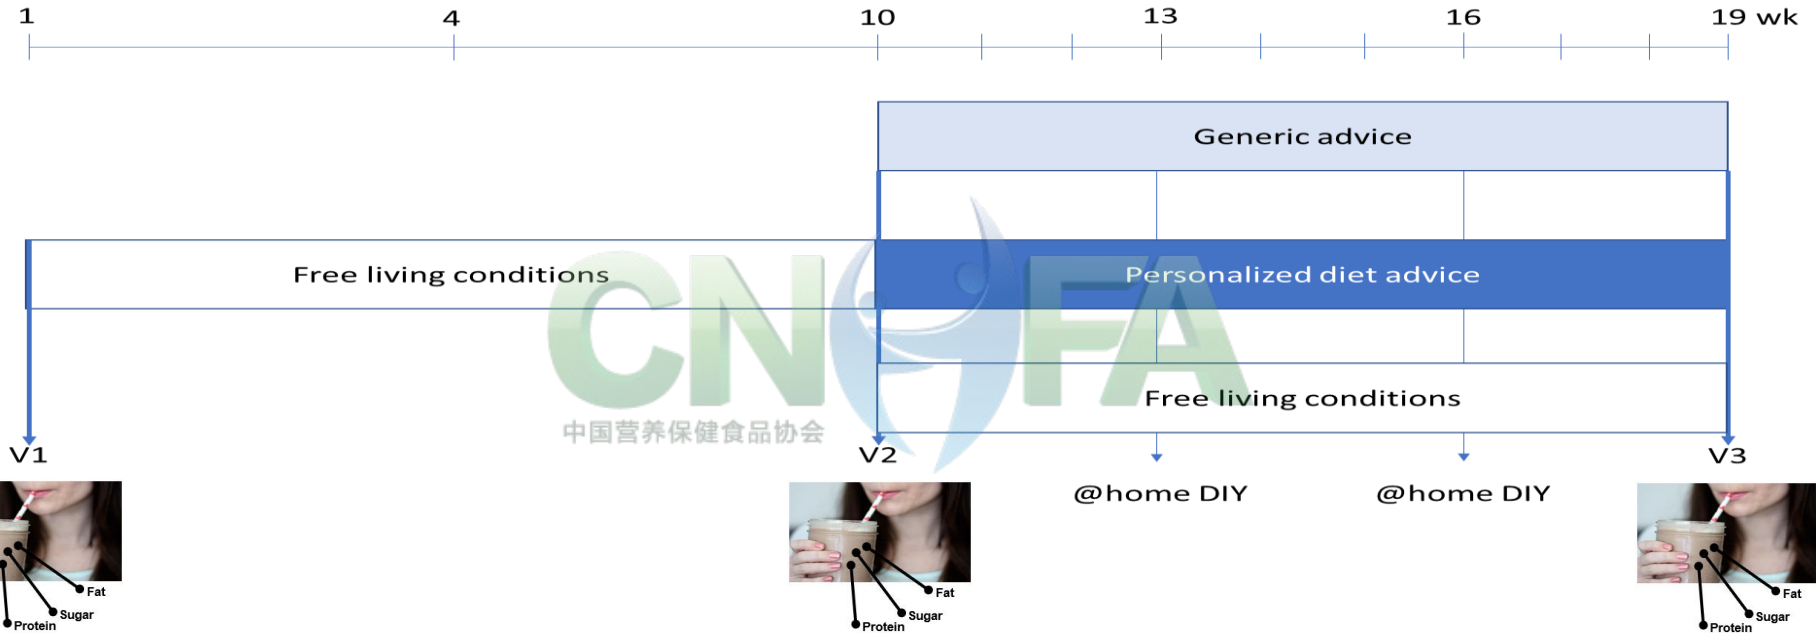 1 4 10 13 16 19 wk
Generic advice
Free living conditions Personalized diet advice
CNHFA
Free living conditions
中国营养保健食品协会
V1 V2 V3
@home DIY @home DIY
Fat Fat Fat
Sugar Sugar Sugar
Protein Protein Protein